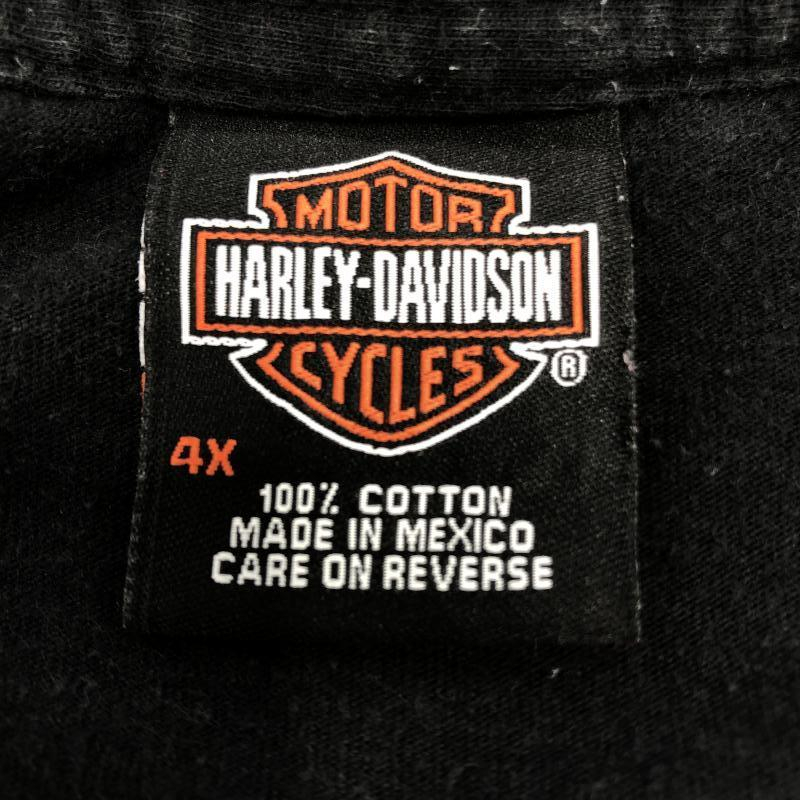 MOTOR
HARLEY-DAVIDSON
CYCLES
®
4X
100% COTTON
MADE IN MEXICO
CARE ON REVERSE